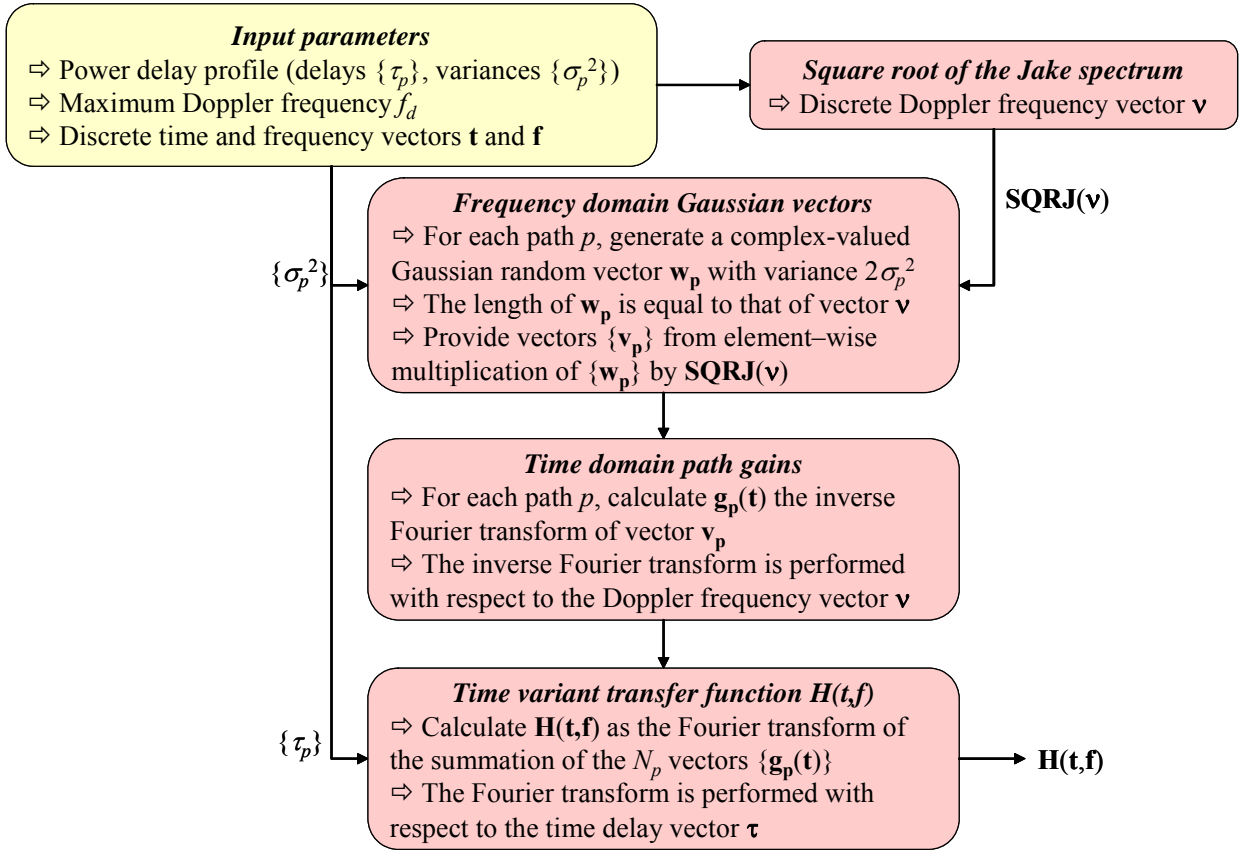 Input parameters
⇨ Power delay profile (delays {τp}, variances {σp²})
⇨ Maximum Doppler frequency fd
⇨ Discrete time and frequency vectors t and f
Square root of the Jake spectrum
⇨ Discrete Doppler frequency vector ν
SQRJ(ν)
{σp²}
Frequency domain Gaussian vectors
⇨ For each path p, generate a complex-valued
Gaussian random vector wp with variance 2σp²
⇨ The length of wp is equal to that of vector ν
⇨ Provide vectors {vp} from element–wise
multiplication of {wp} by SQRJ(ν)
Time domain path gains
⇨ For each path p, calculate gp(t) the inverse
Fourier transform of vector vp
⇨ The inverse Fourier transform is performed
with respect to the Doppler frequency vector ν
{τp}
Time variant transfer function H(t,f)
⇨ Calculate H(t,f) as the Fourier transform of
the summation of the Np vectors {gp(t)}
⇨ The Fourier transform is performed with
respect to the time delay vector τ
H(t,f)